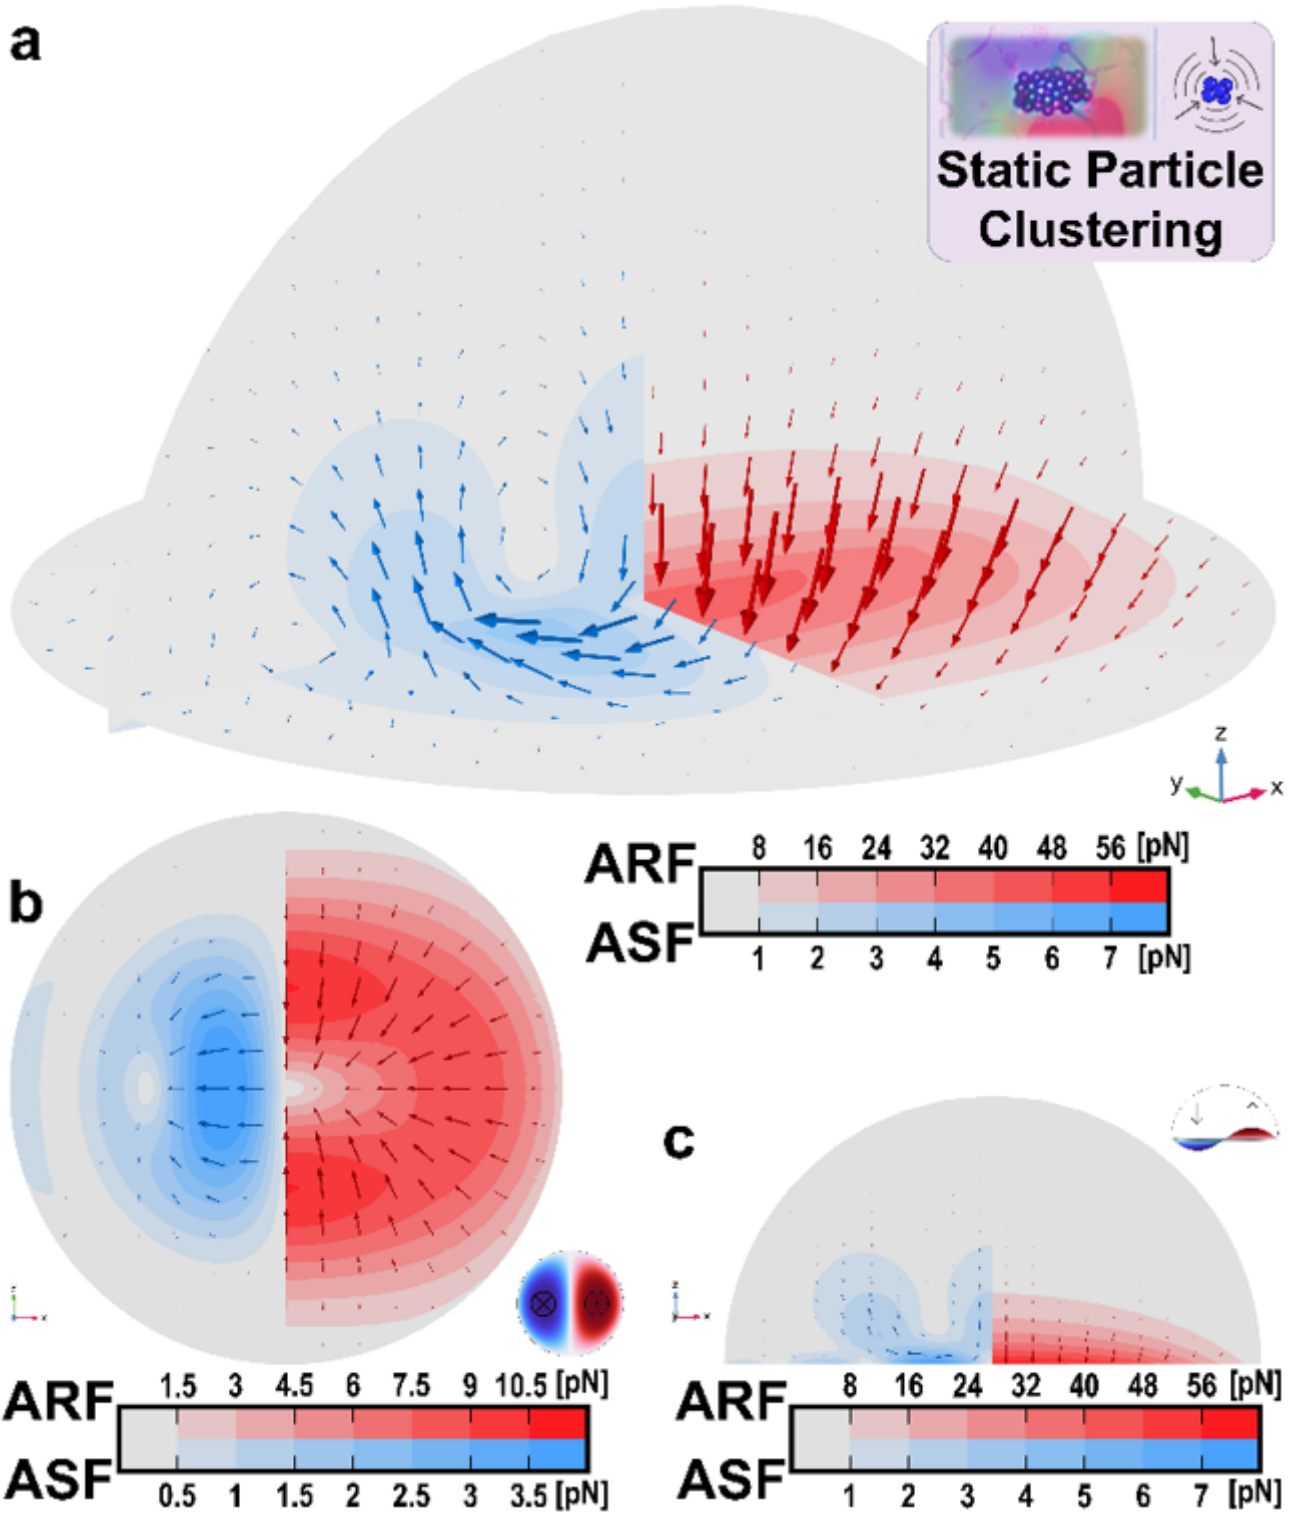 a
Static Particle
Clustering
z
y
x
8 16 24 32 40 48 56 [pN]
ARF
ASF
1 2 3 4 5 6 7 [pN]
b
x
c
z
x
1.5 3 4.5 6 7.5 9 10.5 [pN]
ARF
ASF
0.5 1 1.5 2 2.5 3 3.5 [pN]
8 16 24 32 40 48 56 [pN]
ARF
ASF
1 2 3 4 5 6 7 [pN]